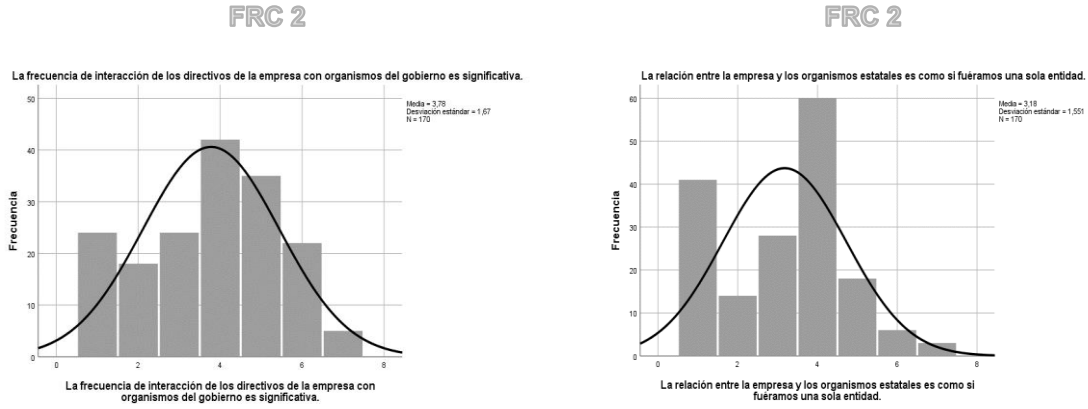 FRC 2
La frecuencia de interacción de los directivos de la empresa con organismos del gobierno es significativa.
Media = 3,78
Desviación estándar = 1,67
N = 170
50
40
30
20
10
0
Frecuencia
0 2 4 6 8
La frecuencia de interacción de los directivos de la empresa con
organismos del gobierno es significativa.
FRC 2
La relación entre la empresa y los organismos estatales es como si fuéramos una sola entidad.
Media = 3,18
Desviación estándar = 1,551
N = 170
60
50
40
30
20
10
0
Frecuencia
0 2 4 6 8
La relación entre la empresa y los organismos estatales es como si
fuéramos una sola entidad.